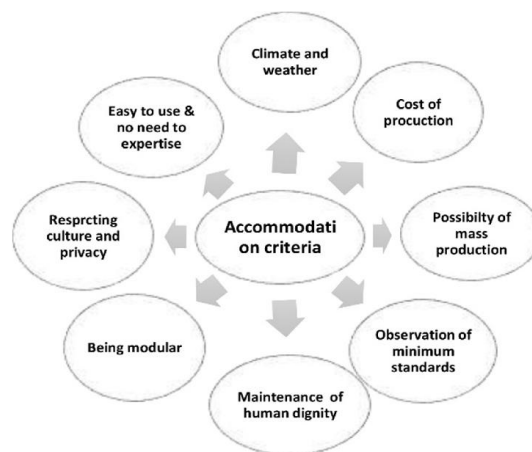 Climate and
weather
Cost of
procuction
Possibilty of
mass
production
Observation of
minimum
standards
Maintenance of
human dignity
Being modular
Resprcting
culture and
privacy
Easy to use &
no need to
expertise
Accommodati
on criteria